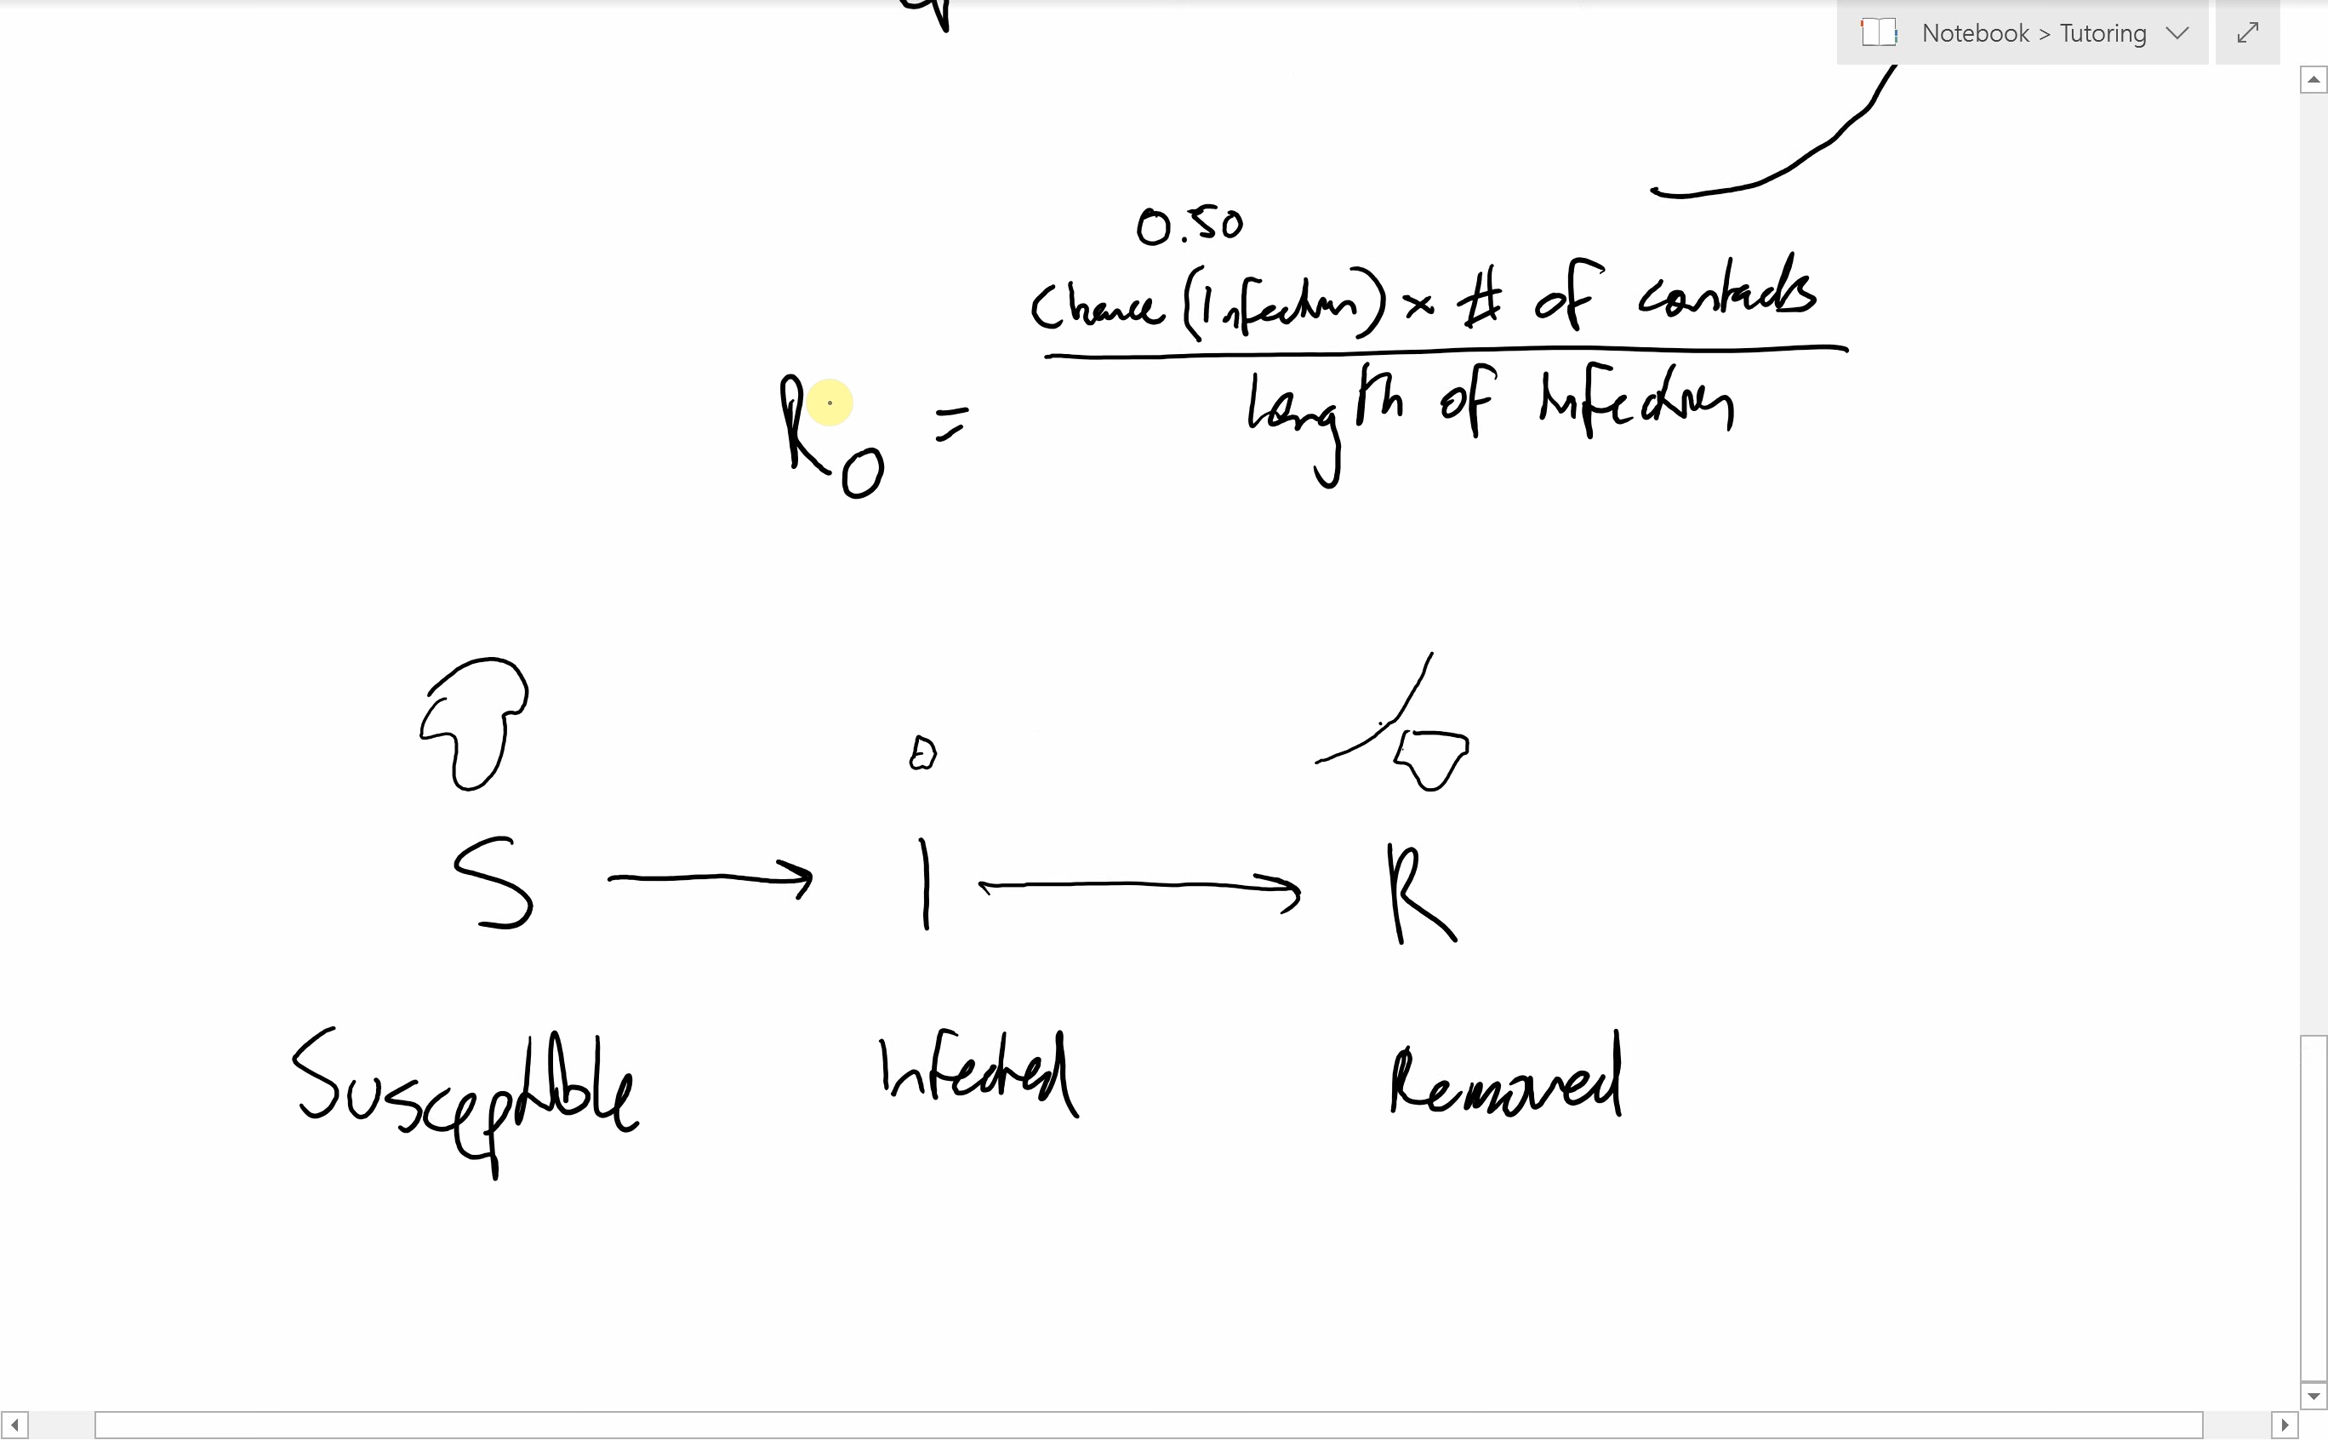 Notebook > Tutoring
0.50
Chance (Infection) x # of contacts
R0 =
length of Infection
S I R
Susceptible Infected Removed